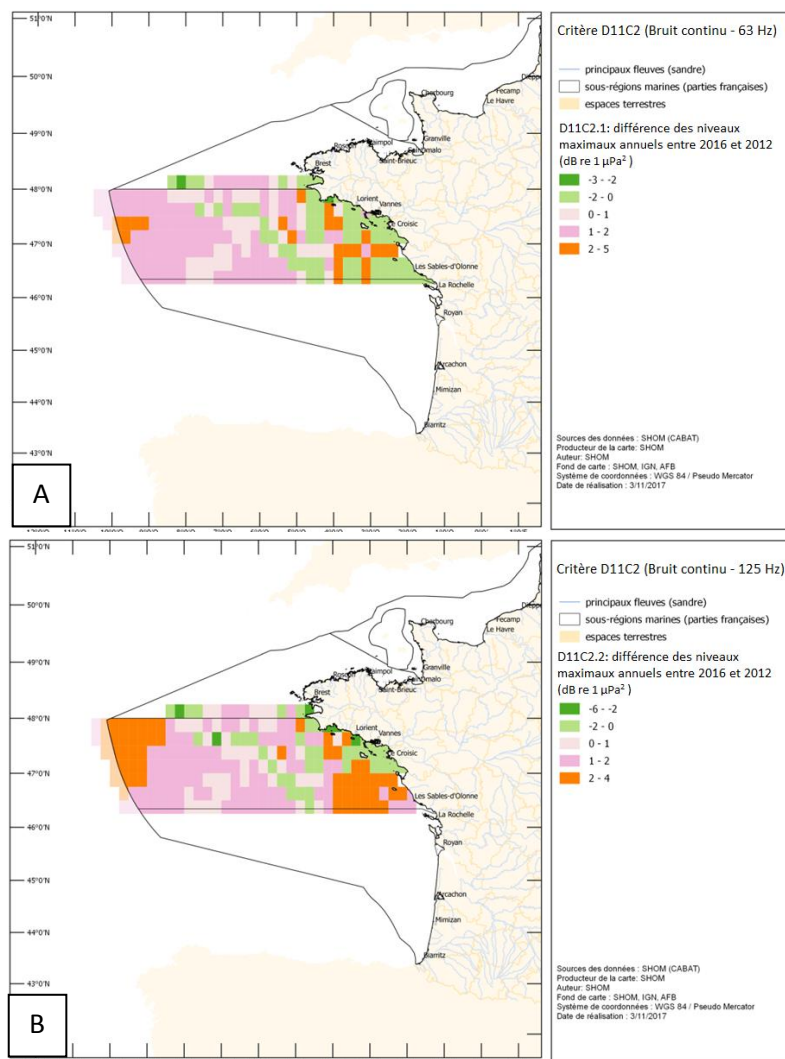 51°0'N
50°0'N
49°0'N
48°0'N
47°0'N
46°0'N
45°0'N
44°0'N
43°0'N
Cherbourg
Dieppe
Fecamp
Le Havre
Granville
Paimpol
Saint-Malo
Saint-Brieuc
Brest
Lorient
Vannes
Le Croisic
Les Sables-d'Olonne
La Rochelle
Royan
Arcachon
Mimizan
Biarritz
A
Critère D11C2 (Bruit continu - 63 Hz)
principaux fleuves (sandre)
sous-régions marines (parties françaises)
espaces terrestres
D11C2.1: différence des niveaux
maximaux annuels entre 2016 et 2012
(dB re 1 µPa² )
-3 - -2
-2 - 0
0 - 1
1 - 2
2 - 5
Sources des données : SHOM (CABAT)
Producteur de la carte: SHOM
Auteur: SHOM
Fond de carte : SHOM, IGN, AFB
Système de coordonnées : WGS 84 / Pseudo Mercator
Date de réalisation : 3/11/2017
51°0'N
50°0'N
49°0'N
48°0'N
47°0'N
46°0'N
45°0'N
44°0'N
43°0'N
Cherbourg
Fecamp
Le Havre
Granville
Saint-Brieuc
Brest
Lorient
Vannes
Le Croisic
Les Sables-d'Olonne
La Rochelle
Royan
Arcachon
Mimizan
Biarritz
B
Critère D11C2 (Bruit continu - 125 Hz)
principaux fleuves (sandre)
sous-régions marines (parties françaises)
espaces terrestres
D11C2.2: différence des niveaux
maximaux annuels entre 2016 et 2012
(dB re 1 µPa² )
-6 - -2
-2 - 0
0 - 1
1 - 2
2 - 4
Sources des données : SHOM (CABAT)
Producteur de la carte: SHOM
Auteur: SHOM
Fond de carte : SHOM, IGN, AFB
Système de coordonnées : WGS 84 / Pseudo Mercator
Date de réalisation : 3/11/2017